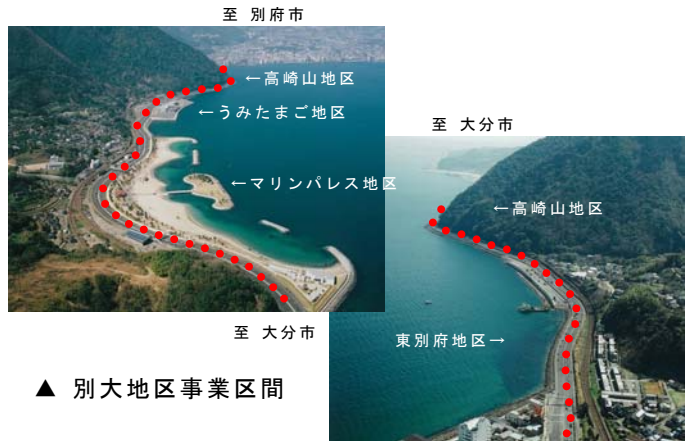 至 別府市
←高崎山地区
←うみたまご地区
至 大分市
←マリンパレス地区
←高崎山地区
至 大分市
東別府地区→
▲ 別大地区事業区間